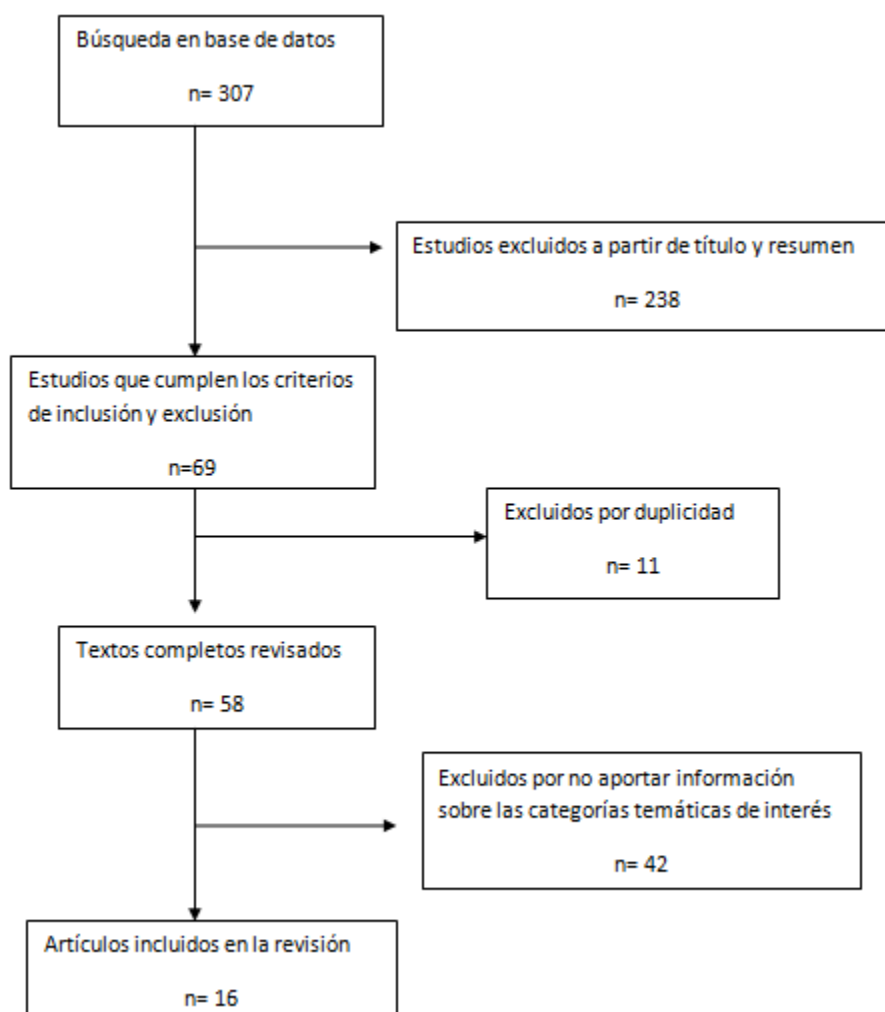 Búsqueda en base de datos
n= 307
Estudios excluidos a partir de título y resumen
n= 238
Estudios que cumplen los criterios
de inclusión y exclusión
n=69
Excluidos por duplicidad
n= 11
Textos completos revisados
n= 58
Excluidos por no aportar información
sobre las categorías temáticas de interés
n= 42
Artículos incluidos en la revisión
n= 16